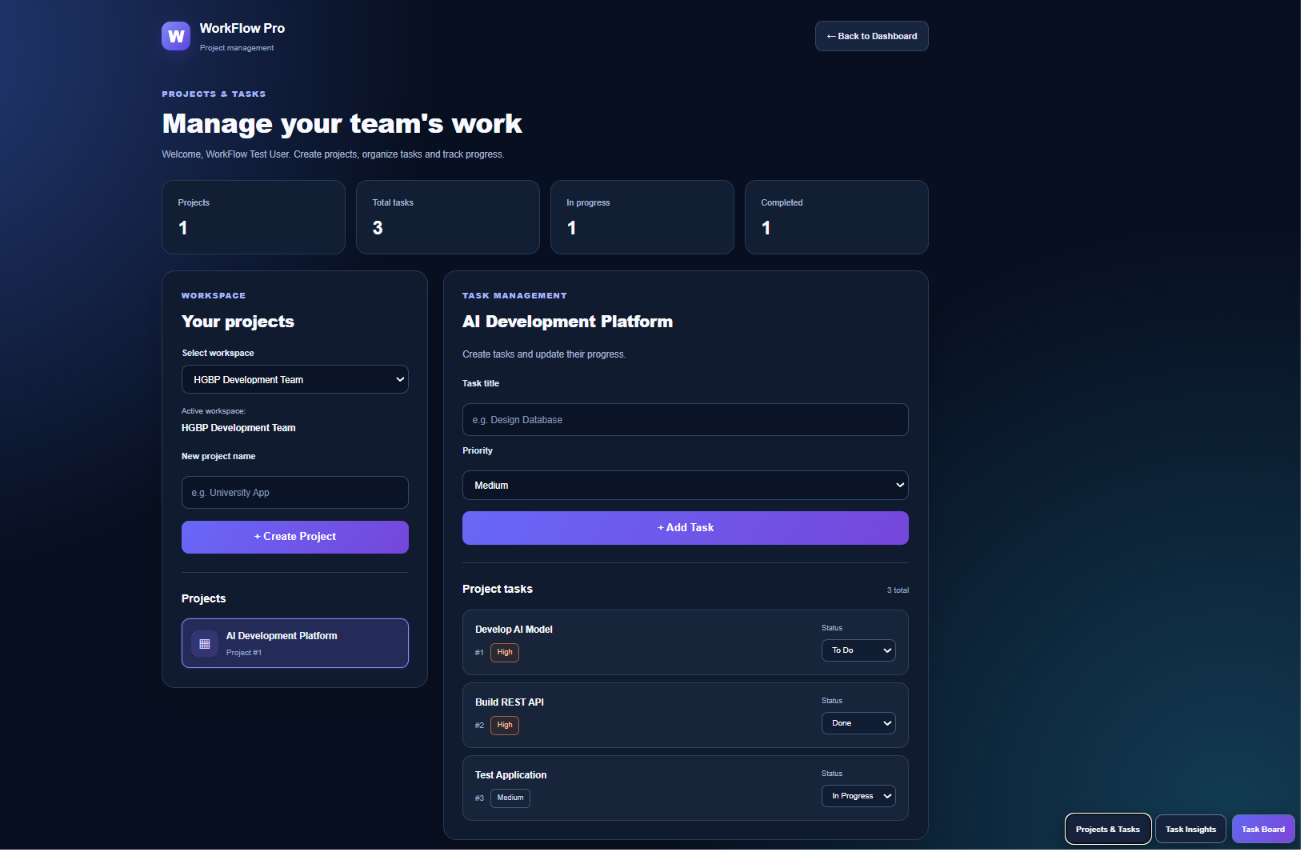 W
WorkFlow Pro
Project management
← Back to Dashboard
PROJECTS & TASKS
Manage your team's work
Welcome, WorkFlow Test User. Create projects, organize tasks and track progress.
Projects
1
Total tasks
3
In progress
1
Completed
1
WORKSPACE
Your projects
Select workspace
HGBP Development Team
Active workspace:
HGBP Development Team
New project name
e.g. University App
+ Create Project
Projects
AI Development Platform
Project #1
TASK MANAGEMENT
AI Development Platform
Create tasks and update their progress.
Task title
e.g. Design Database
Priority
Medium
+ Add Task
Project tasks
3 total
Develop AI Model
#1 High
Status
To Do
Build REST API
#2 High
Status
Done
Test Application
#3 Medium
Status
In Progress
Projects & Tasks
Task Insights
Task Board